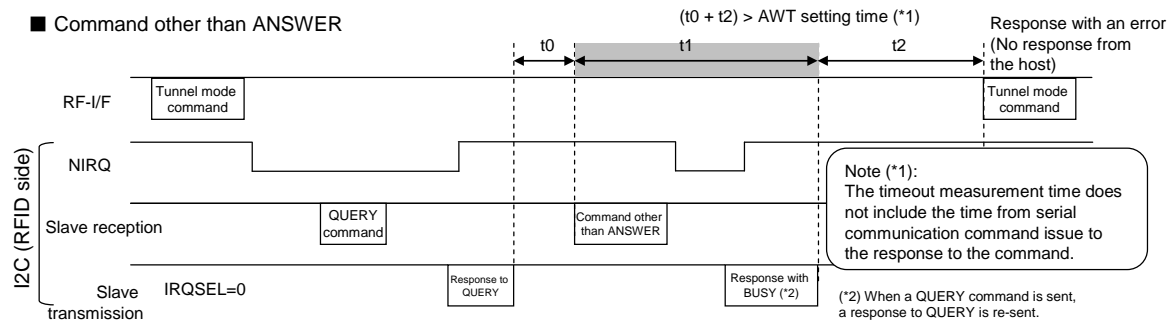 ■ Command other than ANSWER
(t0 + t2) > AWT setting time (*1)
Response with an error
(No response from
the host)
t0
t1
t2
RF-I/F
Tunnel mode
command
Tunnel mode
command
I2C (RFID side)
NIRQ
Note (*1):
The timeout measurement time does
not include the time from serial
communication command issue to
the response to the command.
Slave reception
QUERY
command
Command other
than ANSWER
Slave
transmission
IRQSEL=0
Response to
QUERY
Response with
BUSY (*2)
(*2) When a QUERY command is sent,
a response to QUERY is re-sent.